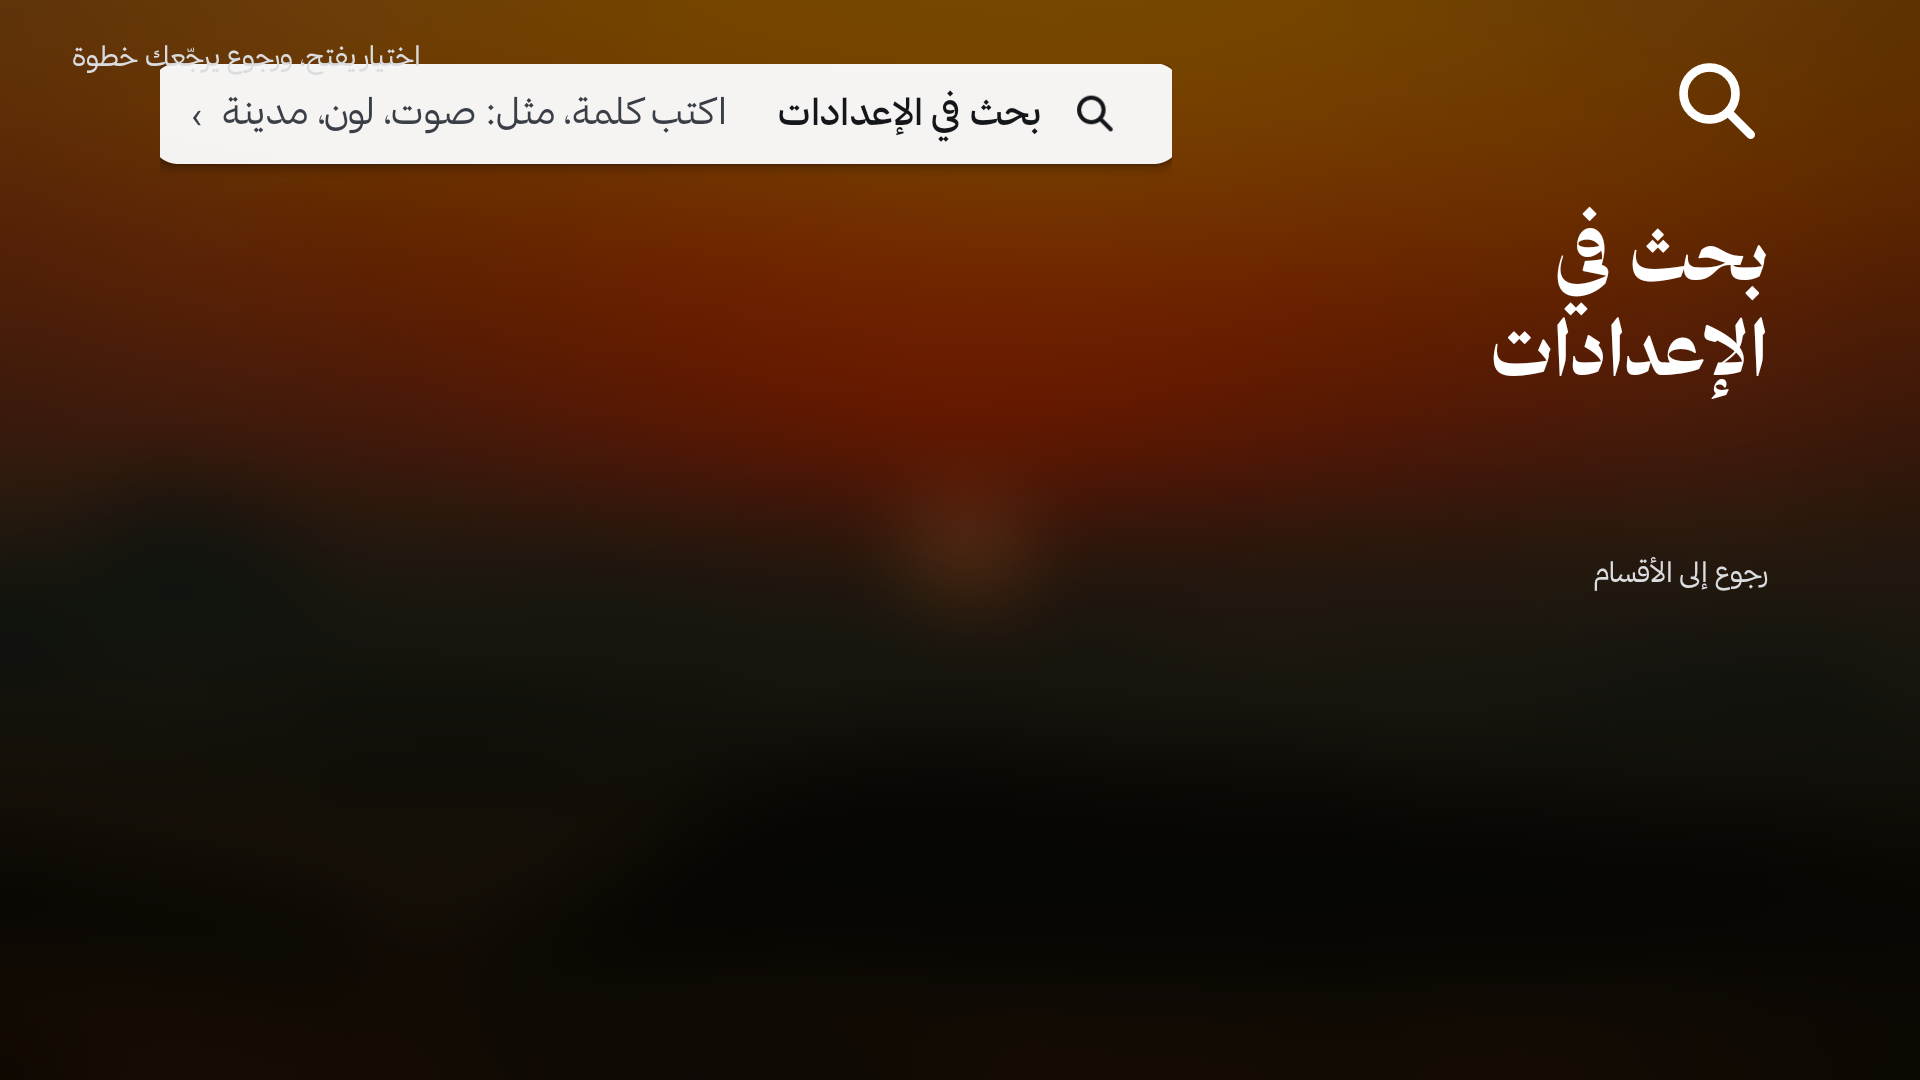 اختيار يفتح، ورجوع يرجّعك خطوة
بحث في الإعدادات اكتب كلمة، مثل: صوت، لون، مدينة ‹
بحث في
الإعدادات
رجوع إلى الأقسام